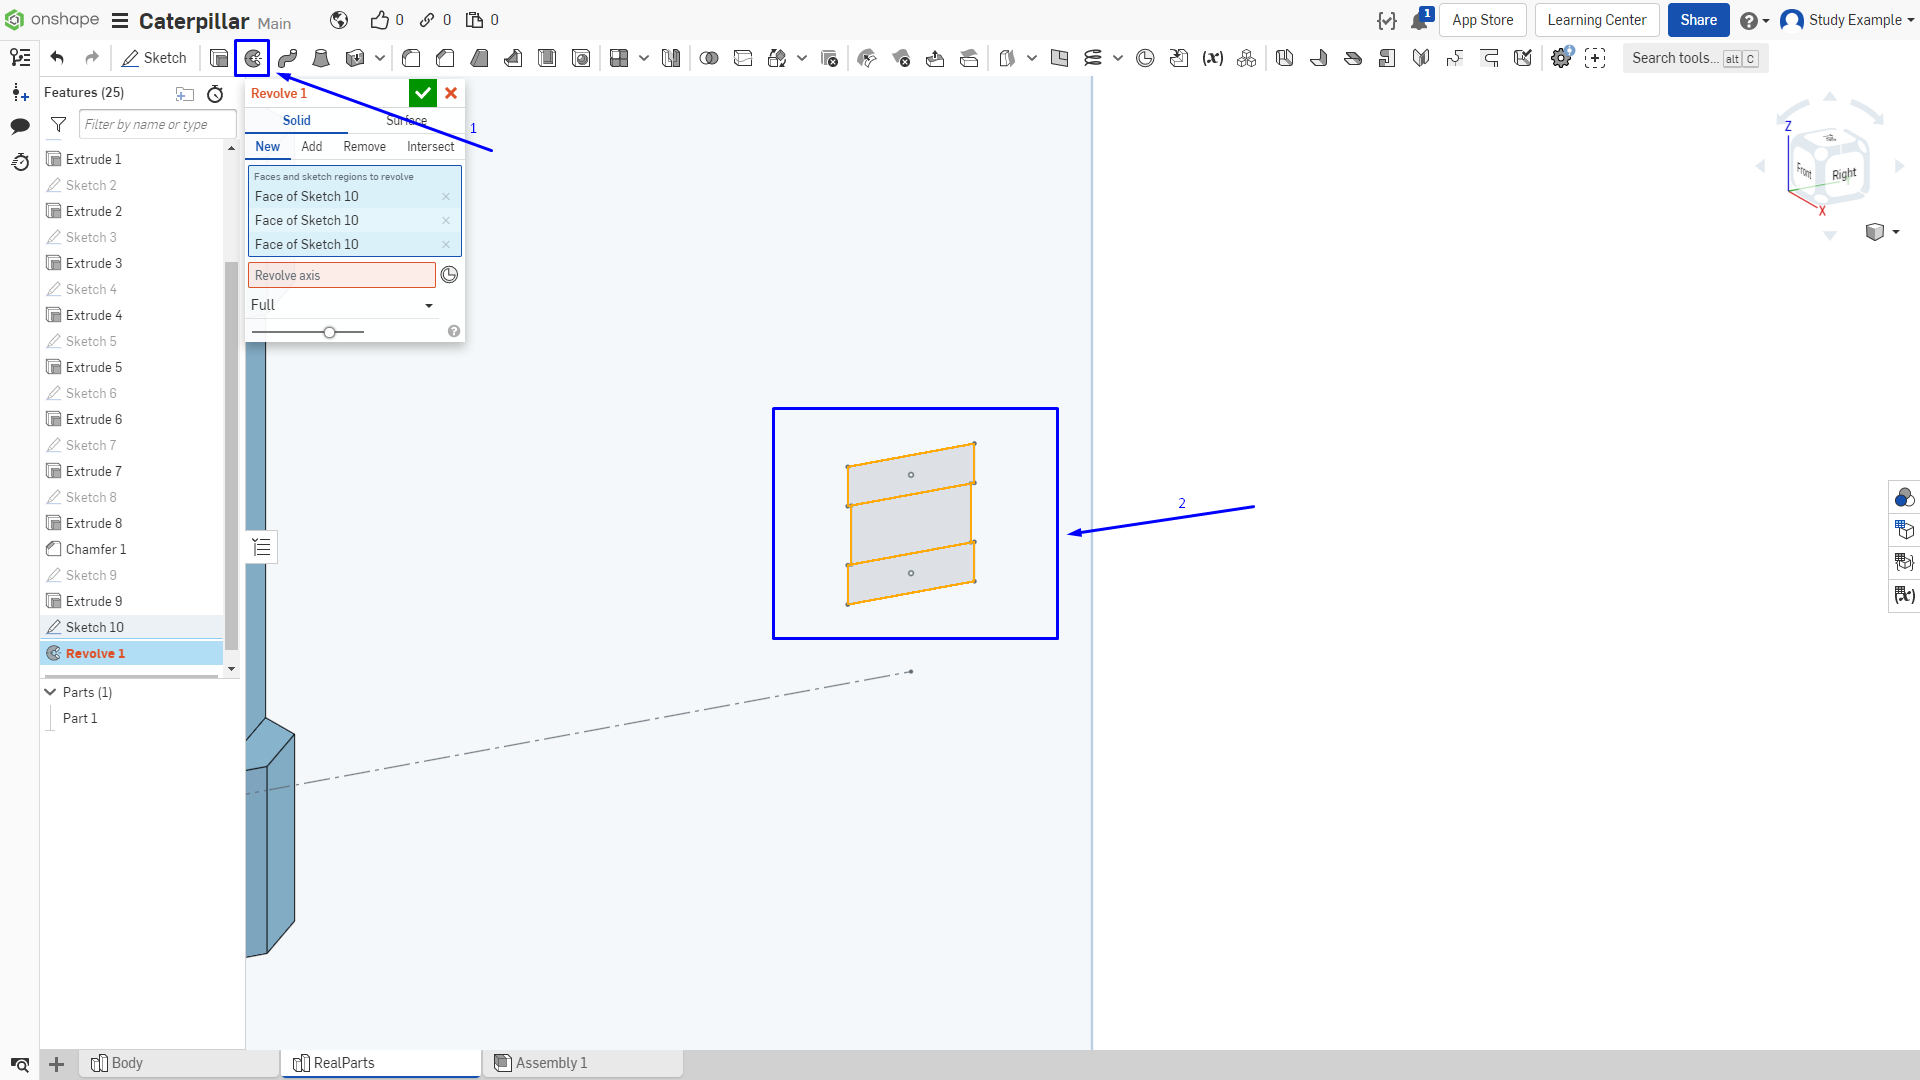 onshape Caterpillar Main 0 0 0 1 App Store Learning Center Share Study Example
Sketch (x) Search tools... alt C
Features (25)
Filter by name or type
Extrude 1
Sketch 2
Extrude 2
Sketch 3
Extrude 3
Sketch 4
Extrude 4
Sketch 5
Extrude 5
Sketch 6
Extrude 6
Sketch 7
Extrude 7
Sketch 8
Extrude 8
Chamfer 1
Sketch 9
Extrude 9
Sketch 10
Revolve 1
Parts (1)
Part 1
Revolve 1
Solid Surface
New Add Remove Intersect
Faces and sketch regions to revolve
Face of Sketch 10
Face of Sketch 10
Face of Sketch 10
Revolve axis
Full
1
2
Z
Front Right
X
(x)
Body RealParts Assembly 1